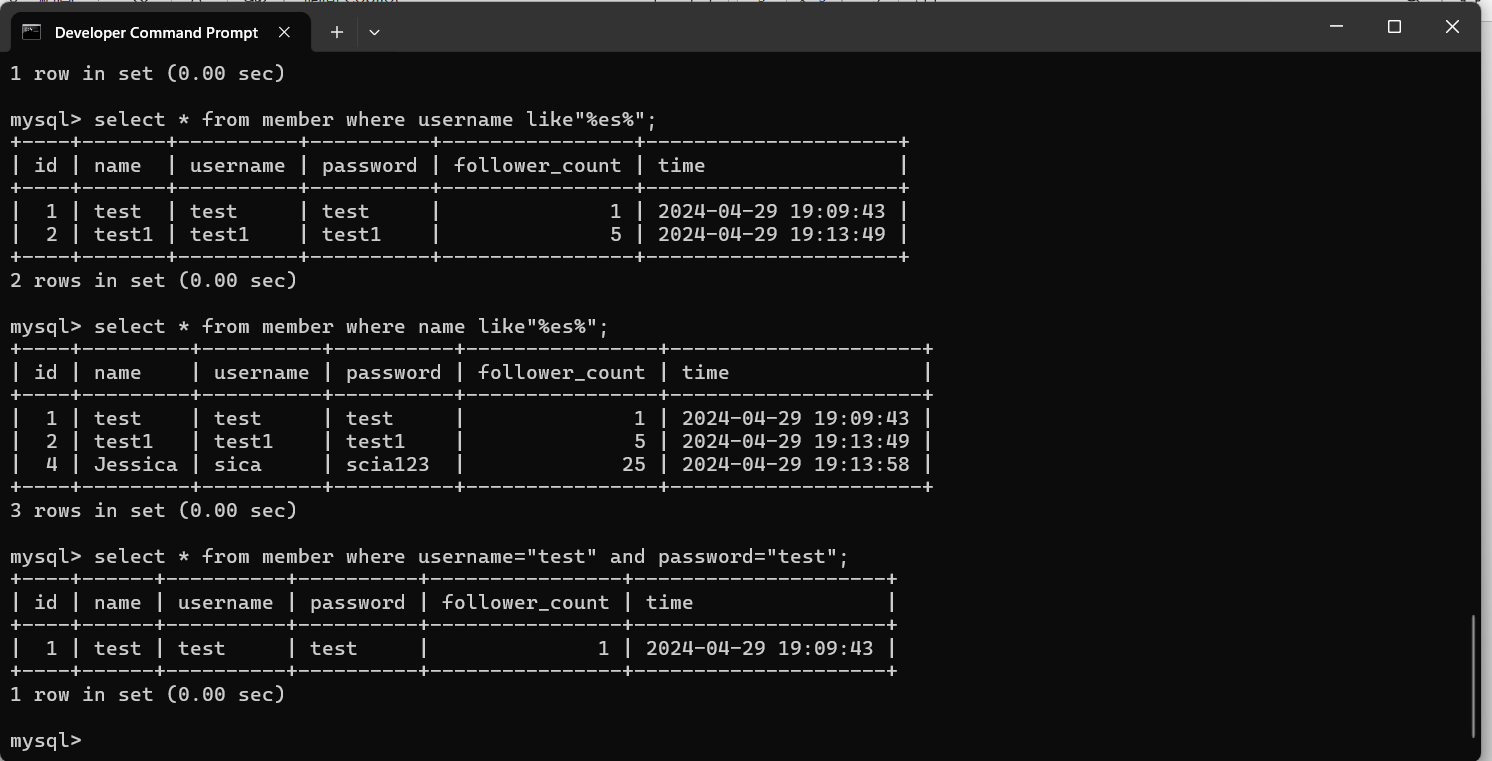 Developer Command Prompt
1 row in set (0.00 sec)
mysql> select * from member where username like"%es%";
+----+-------+----------+----------+----------------+---------------------+
| id | name  | username | password | follower_count | time                |
+----+-------+----------+----------+----------------+---------------------+
|  1 | test  | test     | test     |              1 | 2024-04-29 19:09:43 |
|  2 | test1 | test1    | test1    |              5 | 2024-04-29 19:13:49 |
+----+-------+----------+----------+----------------+---------------------+
2 rows in set (0.00 sec)
mysql> select * from member where name like"%es%";
+----+---------+----------+----------+----------------+---------------------+
| id | name    | username | password | follower_count | time                |
+----+---------+----------+----------+----------------+---------------------+
|  1 | test    | test     | test     |              1 | 2024-04-29 19:09:43 |
|  2 | test1   | test1    | test1    |              5 | 2024-04-29 19:13:49 |
|  4 | Jessica | sica     | scia123  |             25 | 2024-04-29 19:13:58 |
+----+---------+----------+----------+----------------+---------------------+
3 rows in set (0.00 sec)
mysql> select * from member where username="test" and password="test";
+----+------+----------+----------+----------------+---------------------+
| id | name | username | password | follower_count | time                |
+----+------+----------+----------+----------------+---------------------+
|  1 | test | test     | test     |              1 | 2024-04-29 19:09:43 |
+----+------+----------+----------+----------------+---------------------+
1 row in set (0.00 sec)
mysql>